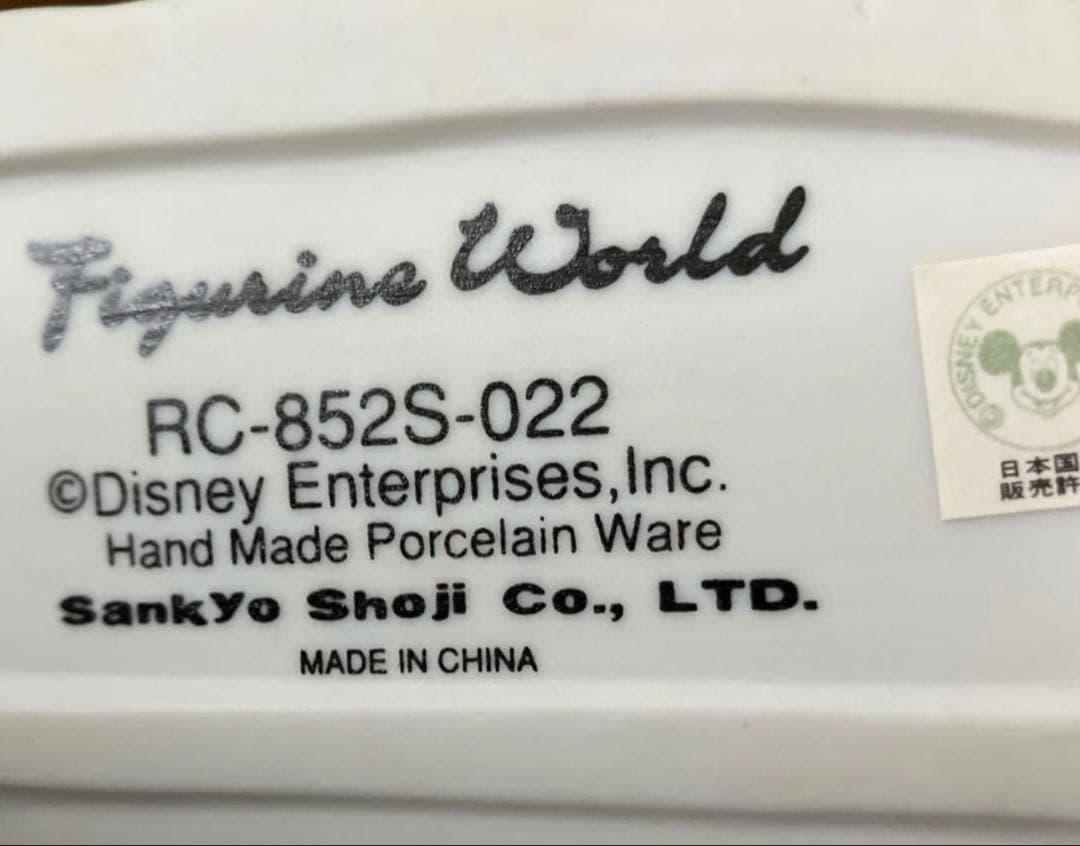 Figurine World
RC-852S-022
©Disney Enterprises,Inc.
Hand Made Porcelain Ware
SankYo Shoji Co., LTD.
MADE IN CHINA
©DISNEY ENTERP
日本国
販売許